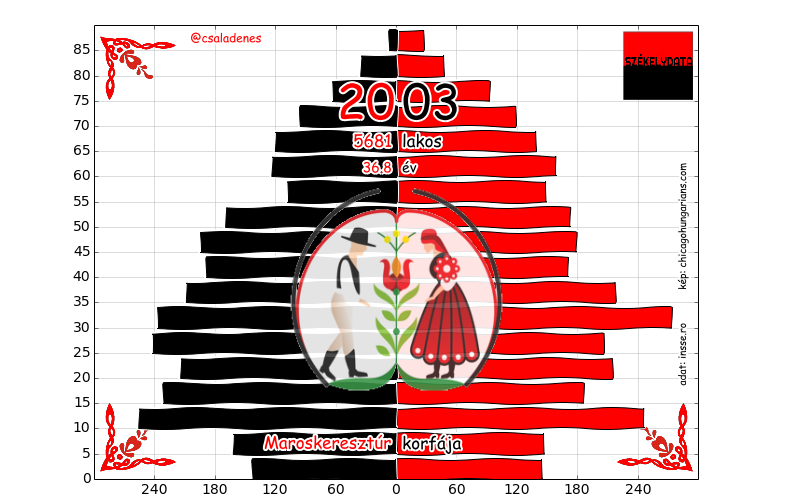 @csaladenes
SZÉKELYDATA
2003
5681 lakos
36.8 év
kép: chicagohungarians.com
adat: insse.ro
Maroskeresztúr korfája
85
80
75
70
65
60
55
50
45
40
35
30
25
20
15
10
5
0
240 180 120 60 0 60 120 180 240